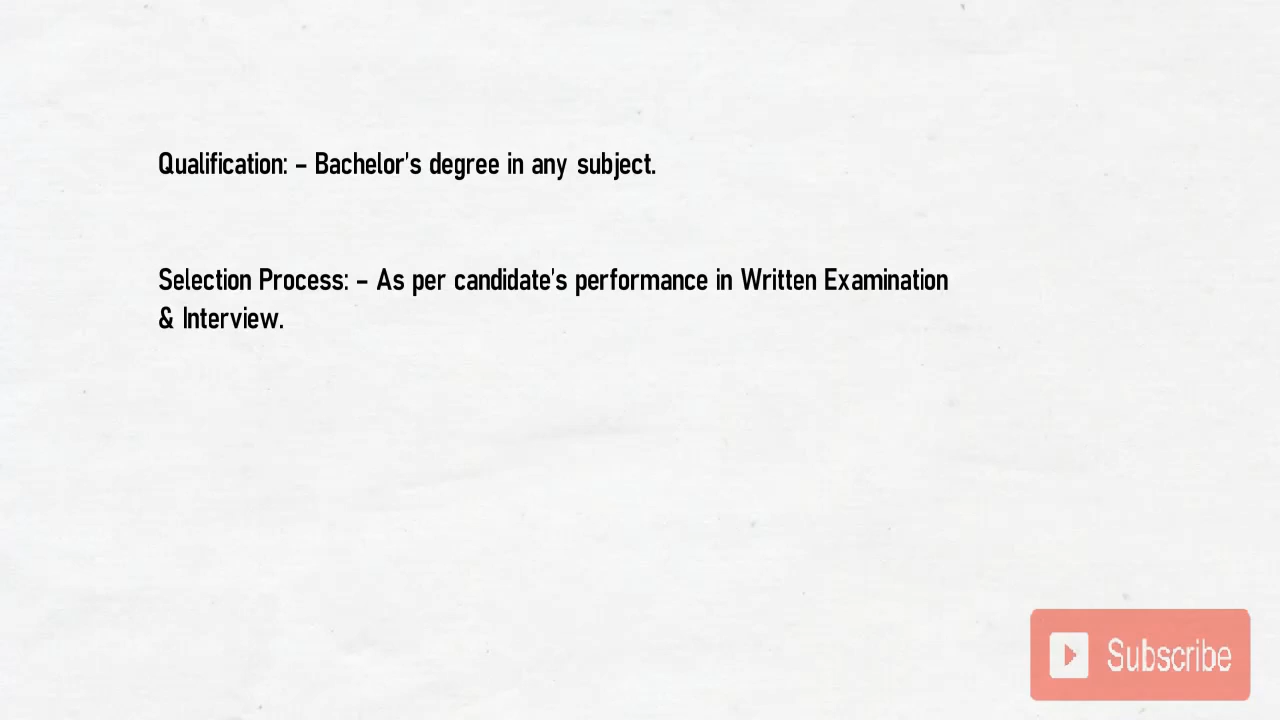 Qualification: - Bachelor's degree in any subject.
Selection Process: - As per candidate's performance in Written Examination
& Interview.
Subscribe